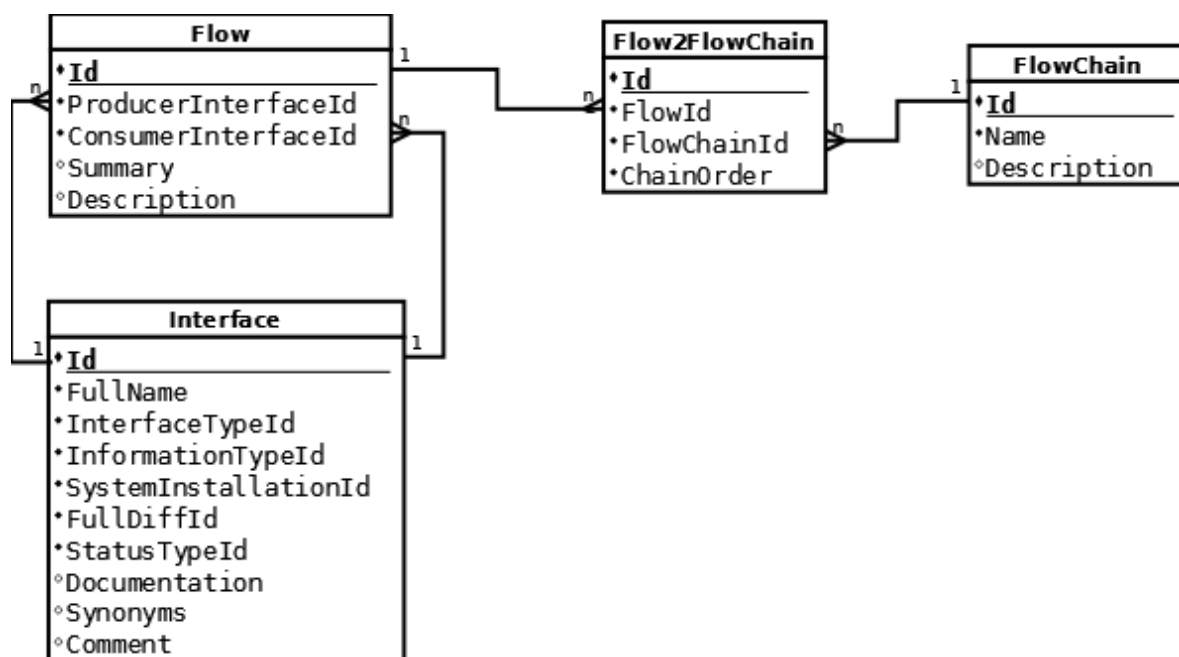 Flow
Id
ProducerInterfaceId
ConsumerInterfaceId
Summary
Description
n
1
n
Flow2FlowChain
Id
FlowId
FlowChainId
ChainOrder
n
n
FlowChain
Id
Name
Description
1
Interface
Id
FullName
InterfaceTypeId
InformationTypeId
SystemInstallationId
FullDiffId
StatusTypeId
Documentation
Synonyms
Comment
1
1